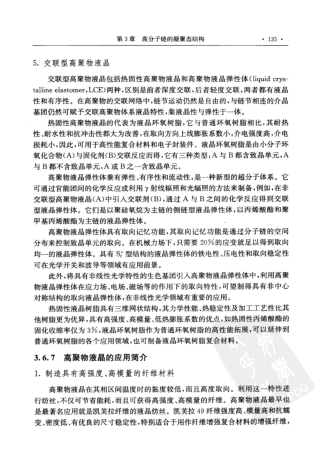 第 3 章 高分子链的凝聚态结构 · 135 ·
5. 交联型高聚物液晶
交联型高聚物液晶包括热固性高聚物液晶和高聚物液晶弹性体(liquid crys-
talline elastomer,LCE)两种,区别是前者深度交联,后者轻度交联,两者都有液晶
性和有序性。在高聚物的交联网络中,链节运动仍然是自由的,与链节相连的介晶
基团仍然可赋予交联高聚物体系液晶特性,集液晶性与弹性于一体。
热固性高聚物液晶的代表为液晶环氧树脂,它与普通环氧树脂相比,其耐热
性、耐水性和抗冲击性都大为改善,在取向方向上线膨胀系数小,介电强度高,介电
损耗小,因此,可用于高性能复合材料和电子封装件。液晶环氧树脂是由小分子环
氧化合物(A)与固化剂(B)交联反应而得,它有三种类型:A 与 B 都含致晶单元,A
与 B 都不含致晶单元,A 或 B 之一含致晶单元。
高聚物液晶弹性体兼有弹性、有序性和流动性,是一种新型的超分子体系。它
可通过官能团间的化学反应或利用 γ 射线辐照和光辐照的方法来制备,例如,在非
交联型高聚物液晶(A)中引入交联剂(B),通过 A 与 B 之间的化学反应得到交联
型液晶弹性体。它们是以聚硅氧烷为主链的侧链型液晶弹性体,以丙烯酸酯和聚
甲基丙烯酸酯为主链的液晶弹性体。
高聚物液晶弹性体具有取向记忆功能,其取向记忆功能是通过分子链的空间
分布来控制致晶单元的取向。在机械力场下,只需要 20%的应变就足以得到取向
均一的液晶弹性体。具有
型结构的液晶弹性体的铁电性、压电性和取向稳定性
可能在光学开关和波导等领域有应用前景。
此外,将具有非线性光学特性的生色基团引入高聚物液晶弹性体中,利用高聚
物液晶弹性体在应力场、电场、磁场等的作用下的取向特性,可望制得具有非中心
对称结构的取向液晶弹性体,在非线性光学领域有重要的应用。
热固性液晶树脂具有三维网状结构,其尺寸稳定性、耐热稳定性及加工工艺性比其
他树脂更为优异,具有高强度、高模量、低热膨胀系数的优点,如热固性丙烯酸酯的
固化收缩率仅为 3%,液晶环氧树脂作为普通环氧树脂的高性能拓展,可以延伸到
普通环氧树脂的各个应用领域,也可制备液晶环氧树脂复合材料。
3.6.7 高聚物液晶的应用简介
1. 制造具有高强度、高模量的纤维材料
高聚物液晶在其相区间温度时的黏度较低,而且高度取向。利用这一特性进行
纺丝,不仅可节省能耗,而且可获得高强度、高模量的纤维。高聚物液晶最早也是
最著名应用就是凯芙拉纤维的液晶纺丝。凯芙拉 49 纤维强度高、模量高和抗蠕
变、密度低,有优良的尺寸稳定性,特别适合于用作增强复合材料的增强纤维,